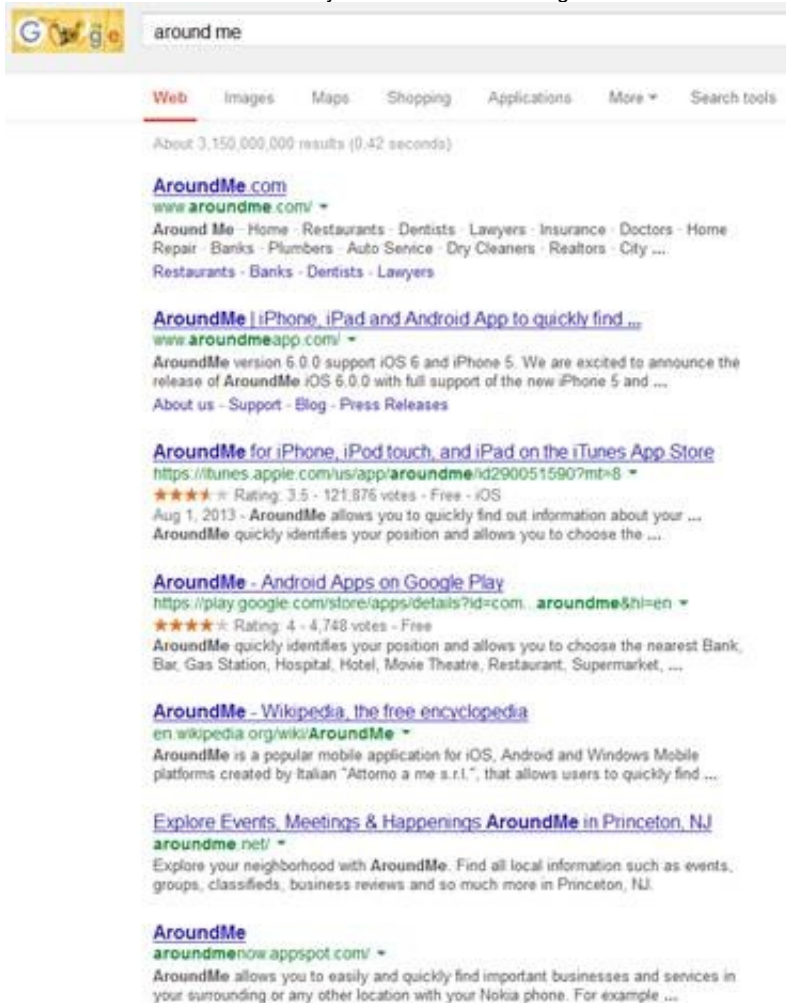 around me
Web Images Maps Shopping Applications More Search tools
About 3,150,000,000 results (0.42 seconds)
AroundMe.com
www.aroundme.com/
Around Me - Home - Restaurants - Dentists - Lawyers - Insurance - Doctors - Home
Repair - Banks - Plumbers - Auto Service - Dry Cleaners - Realtors - City ...
Restaurants - Banks - Dentists - Lawyers
AroundMe | iPhone, iPad and Android App to quickly find ...
www.aroundmeapp.com/
AroundMe version 6.0.0 support iOS 6 and iPhone 5. We are excited to announce the
release of AroundMe iOS 6.0.0 with full support of the new iPhone 5 and ...
About us - Support - Blog - Press Releases
AroundMe for iPhone, iPod touch, and iPad on the iTunes App Store
https://itunes.apple.com/us/app/aroundme/id290051590?mt=8
Rating: 3.5 - 121,876 votes - Free - iOS
Aug 1, 2013 - AroundMe allows you to quickly find out information about your ...
AroundMe quickly identifies your position and allows you to choose the ...
AroundMe - Android Apps on Google Play
https://play.google.com/store/apps/details?id=com...aroundme&hl=en
Rating: 4 - 4,748 votes - Free
AroundMe quickly identifies your position and allows you to choose the nearest Bank,
Bar, Gas Station, Hospital, Hotel, Movie Theatre, Restaurant, Supermarket, ...
AroundMe - Wikipedia, the free encyclopedia
en.wikipedia.org/wiki/AroundMe
AroundMe is a popular mobile application for iOS, Android and Windows Mobile
platforms created by Italian "Attorno a me s.r.l.", that allows users to quickly find ...
Explore Events, Meetings & Happenings AroundMe in Princeton, NJ
aroundme.net/
Explore your neighborhood with AroundMe. Find all local information such as events,
groups, classifieds, business reviews and so much more in Princeton, NJ.
AroundMe
aroundmenow.appspot.com/
AroundMe allows you to easily and quickly find important businesses and services in
your surrounding or any other location with your Nokia phone. For example ...